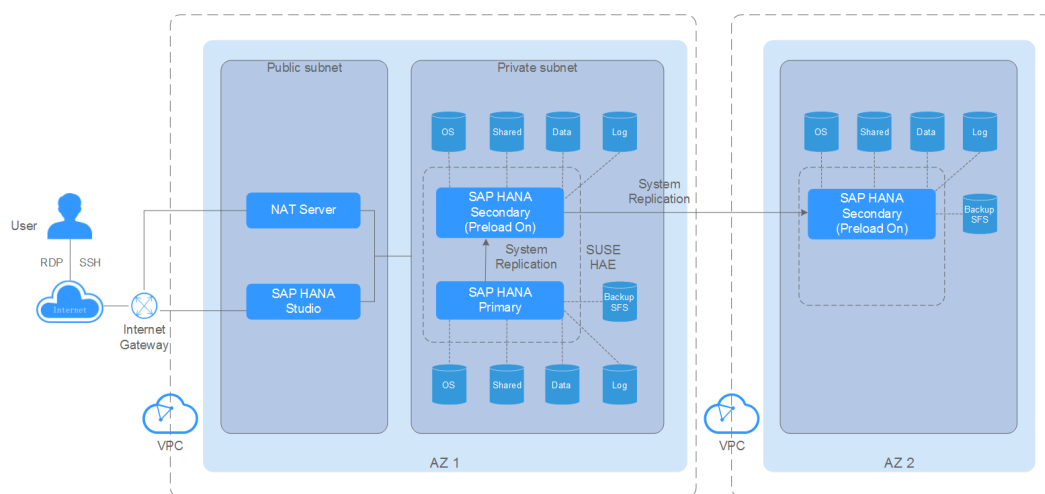 Public subnet
Private subnet
OS
Shared
Data
Log
OS
Shared
Data
Log
User
RDP
SSH
Internet
Internet
Gateway
NAT Server
SAP HANA
Studio
SAP HANA
Secondary
(Preload On)
System
Replication
SUSE
HAE
SAP HANA
Primary
Backup
SFS
OS
Shared
Data
Log
System
Replication
SAP HANA
Secondary
(Preload On)
Backup
SFS
VPC
AZ 1
VPC
AZ 2